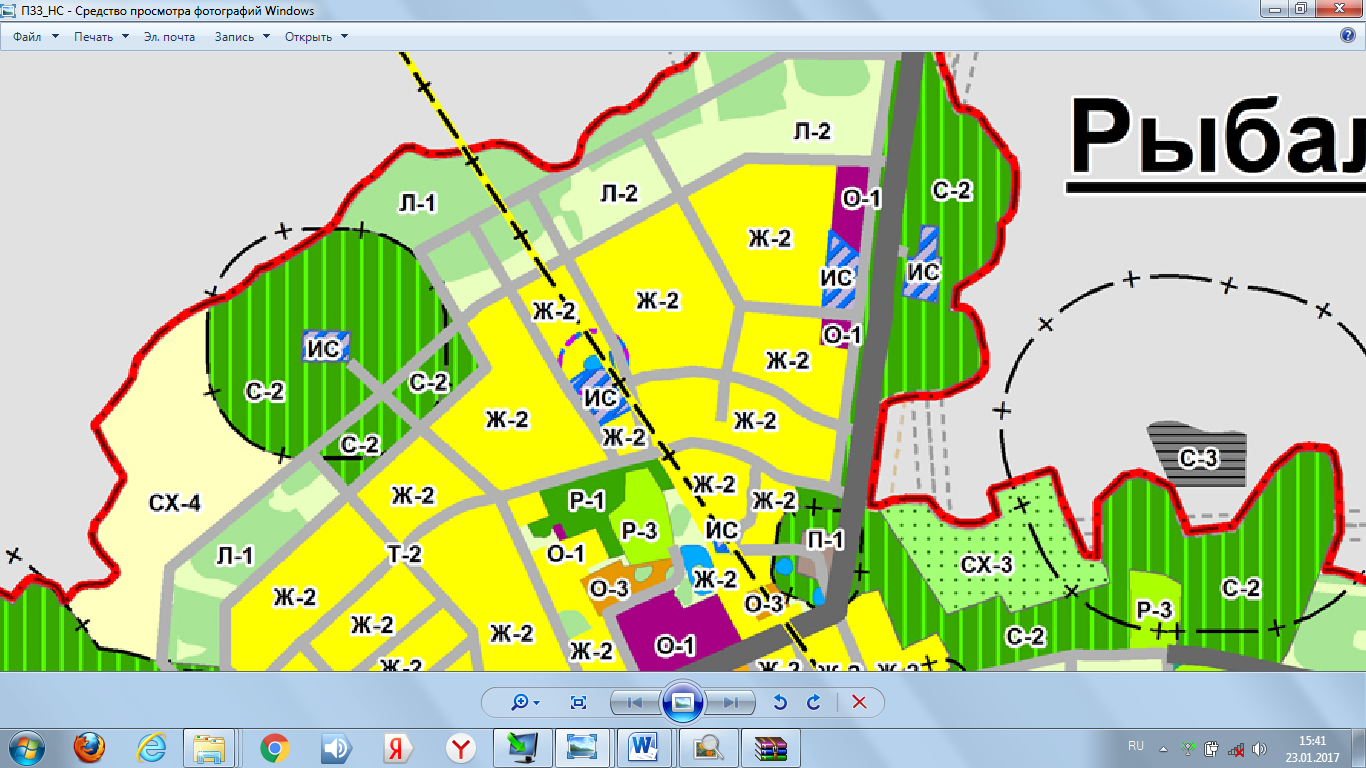 ПЗЗ_НС - Средство просмотра фотографий Windows
Файл Печать Эл. почта Запись Открыть
Рыбал
Л-2
Л-1
Л-2
О-1
С-2
Ж-2
ИС
ИС
Ж-2
Ж-2
О-1
ИС
Ж-2
С-2
С-2
ИС
Ж-2
Ж-2
Ж-2
С-2
С-3
Ж-2
Ж-2
Ж-2
СХ-4
Р-1
Р-3
ИС
П-1
Л-1
Т-2
О-1
СХ-3
Ж-2
О-3
Ж-2
О-3
С-2
Р-3
Ж-2
Ж-2
С-2
Ж-2
О-1
Ж-2
Ж-2
Ж-2
Ж-2
RU
15:41
23.01.2017